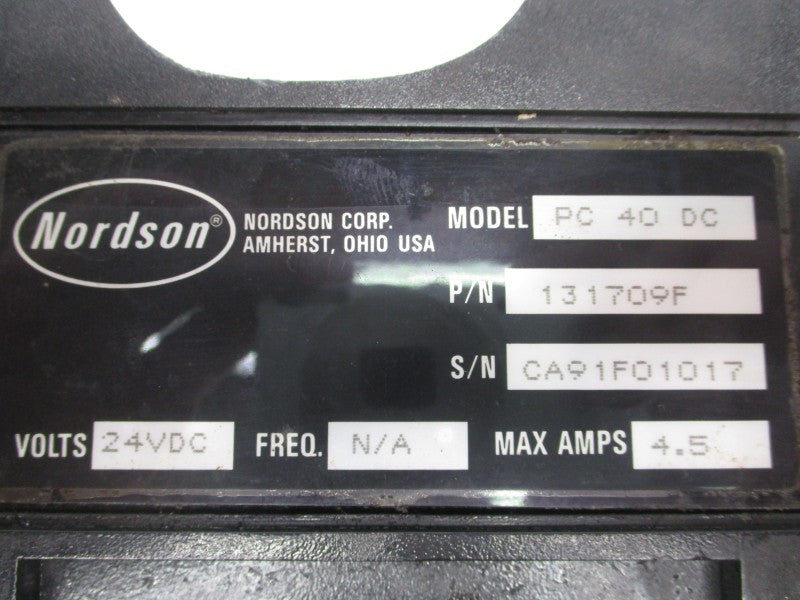 Nordson®
NORDSON CORP.
AMHERST, OHIO USA
MODEL PC 40 DC
P/N 131709F
S/N CA91F01017
VOLTS 24VDC FREQ. N/A MAX AMPS 4.5